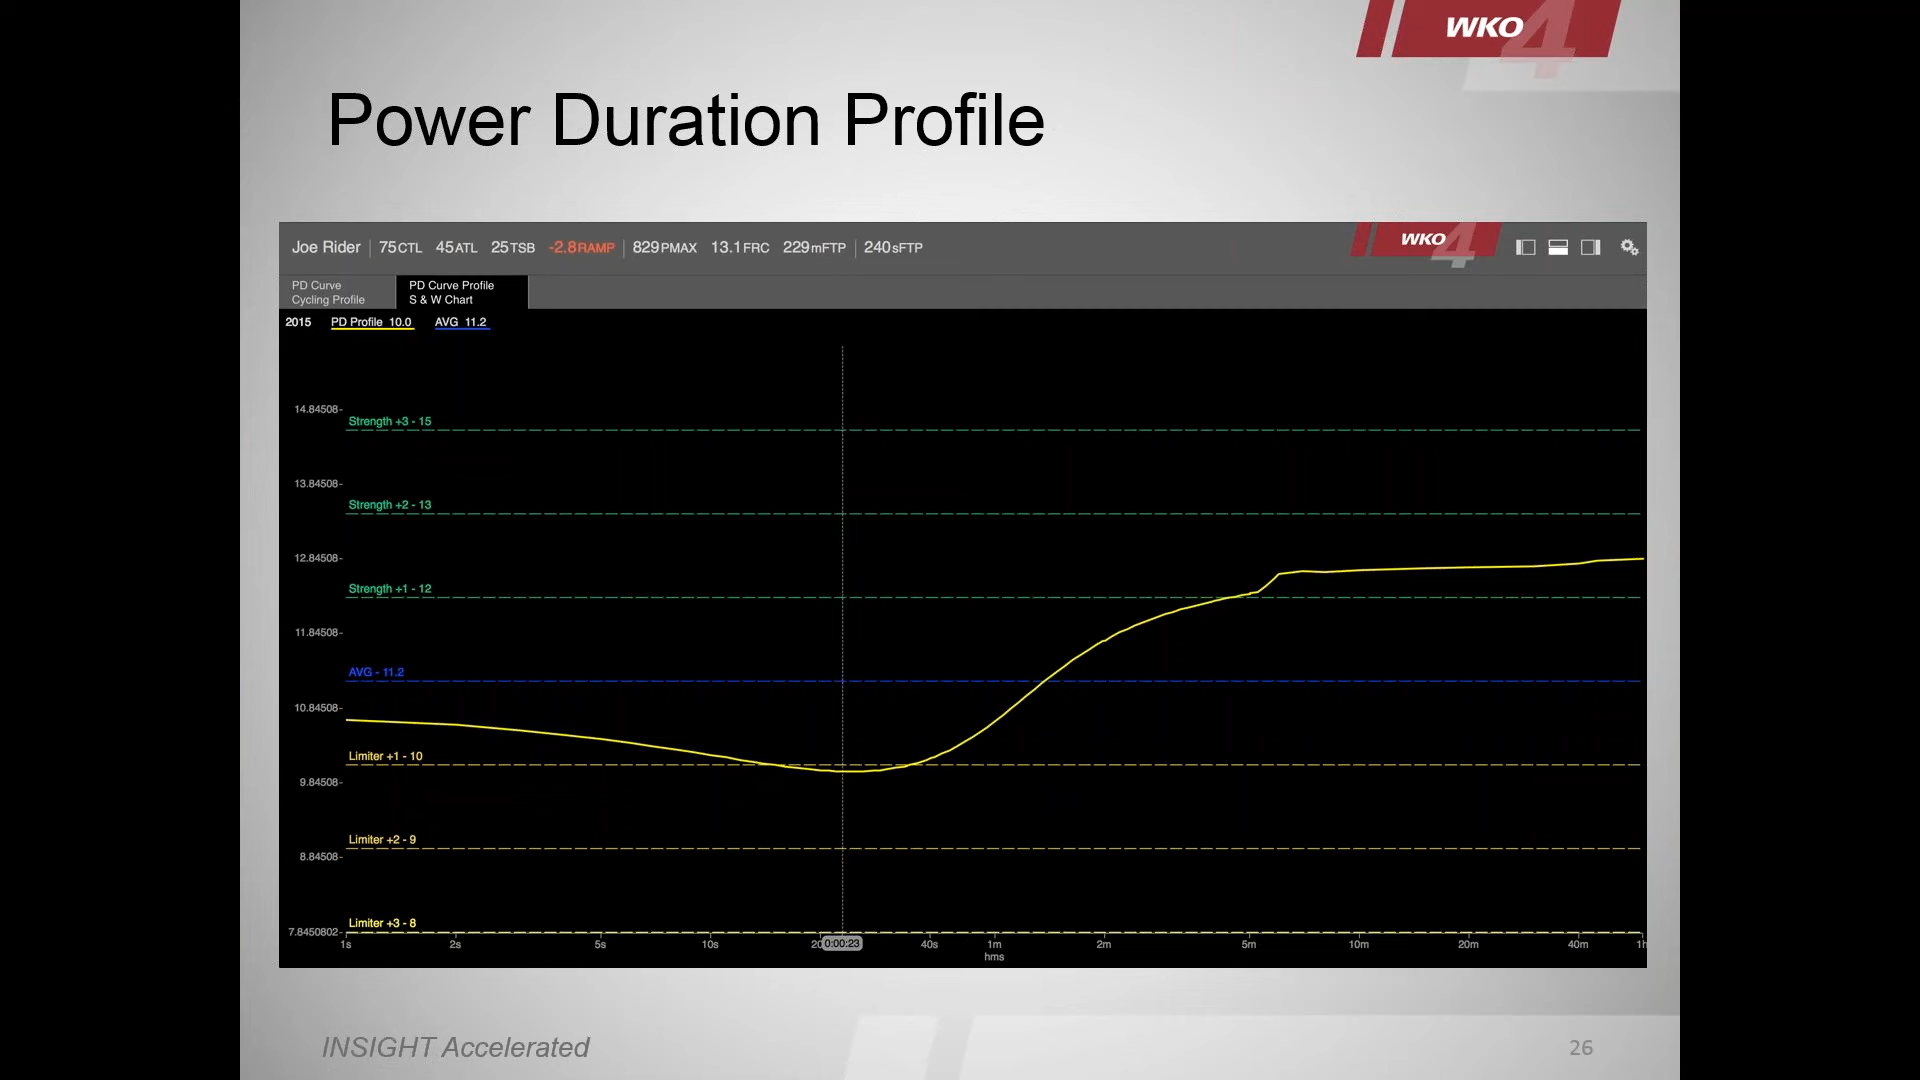 WKO4
Power Duration Profile
Joe Rider 75CTL 45ATL 25TSB -2.8RAMP 829PMAX 13.1FRC 229mFTP 240sFTP
WKO4
PD Curve
Cycling Profile
PD Curve Profile
S & W Chart
2015 PD Profile 10.0 AVG 11.2
14.84508-
Strength +3 - 15
13.84508-
Strength +2 - 13
12.84508-
Strength +1 - 12
11.84508-
AVG - 11.2
10.84508-
Limiter +1 - 10
9.84508-
Limiter +2 - 9
8.84508-
Limiter +3 - 8
7.8450802-
1s 2s 5s 10s 20 0:00:23 40s 1m 2m 5m 10m 20m 40m 1h
hms
INSIGHT Accelerated
26